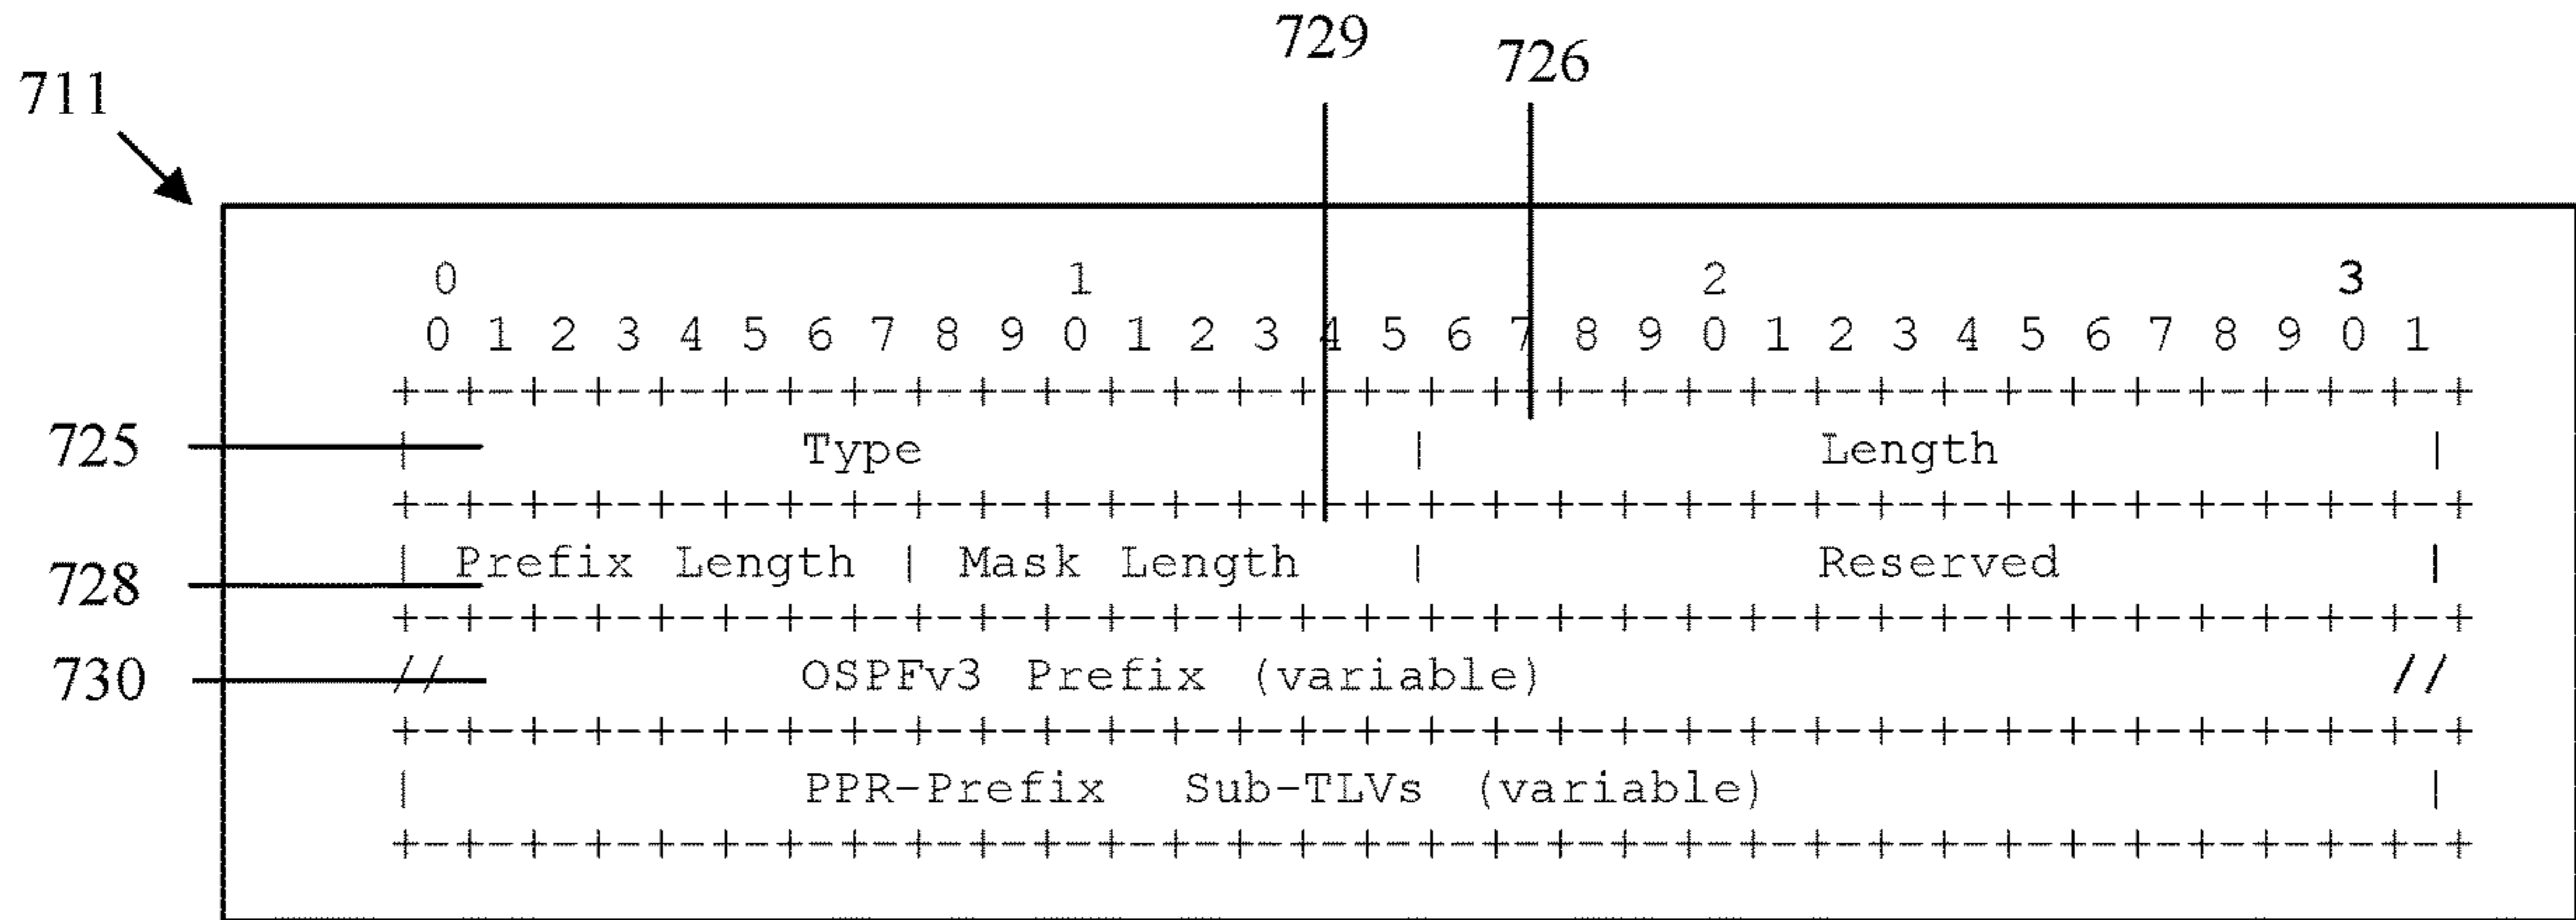 729 726
711
0 1 2 3
0 1 2 3 4 5 6 7 8 9 0 1 2 3 4 5 6 7 8 9 0 1 2 3 4 5 6 7 8 9 0 1
+-+-+-+-+-+-+-+-+-+-+-+-+-+-+-+-+-+-+-+-+-+-+-+-+-+-+-+-+-+-+-+-+
725 | Type | Length |
+-+-+-+-+-+-+-+-+-+-+-+-+-+-+-+-+-+-+-+-+-+-+-+-+-+-+-+-+-+-+-+-+
728 | Prefix Length | Mask Length | Reserved |
+-+-+-+-+-+-+-+-+-+-+-+-+-+-+-+-+-+-+-+-+-+-+-+-+-+-+-+-+-+-+-+-+
730 // OSPFv3 Prefix (variable) //
+-+-+-+-+-+-+-+-+-+-+-+-+-+-+-+-+-+-+-+-+-+-+-+-+-+-+-+-+-+-+-+-+
| PPR-Prefix Sub-TLVs (variable) |
+-+-+-+-+-+-+-+-+-+-+-+-+-+-+-+-+-+-+-+-+-+-+-+-+-+-+-+-+-+-+-+-+